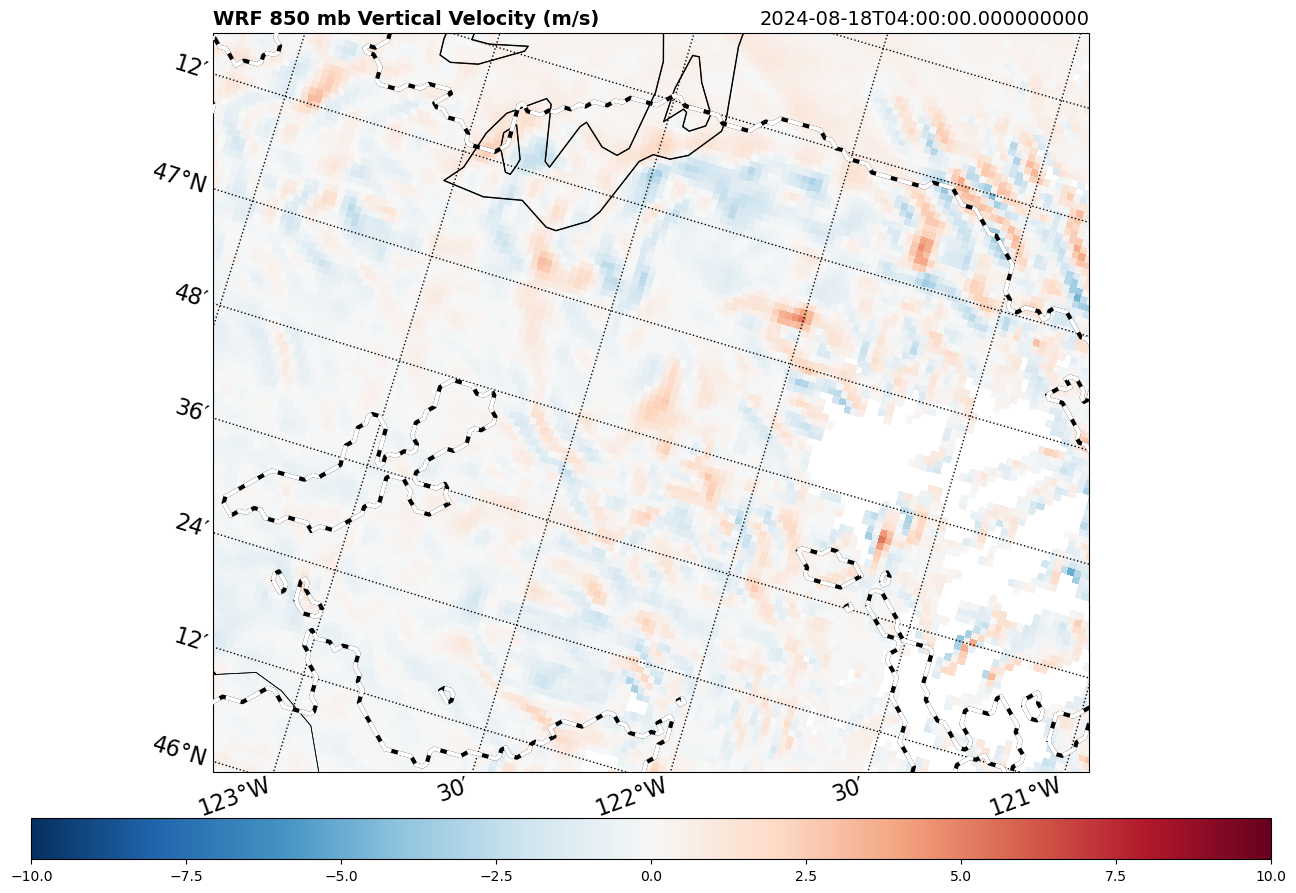 WRF 850 mb Vertical Velocity (m/s) 2024-08-18T04:00:00.000000000
12′
47°N
48′
36′
24′
12′
46°N
123°W 30′ 122°W 30′ 121°W
−10.0 −7.5 −5.0 −2.5 0.0 2.5 5.0 7.5 10.0